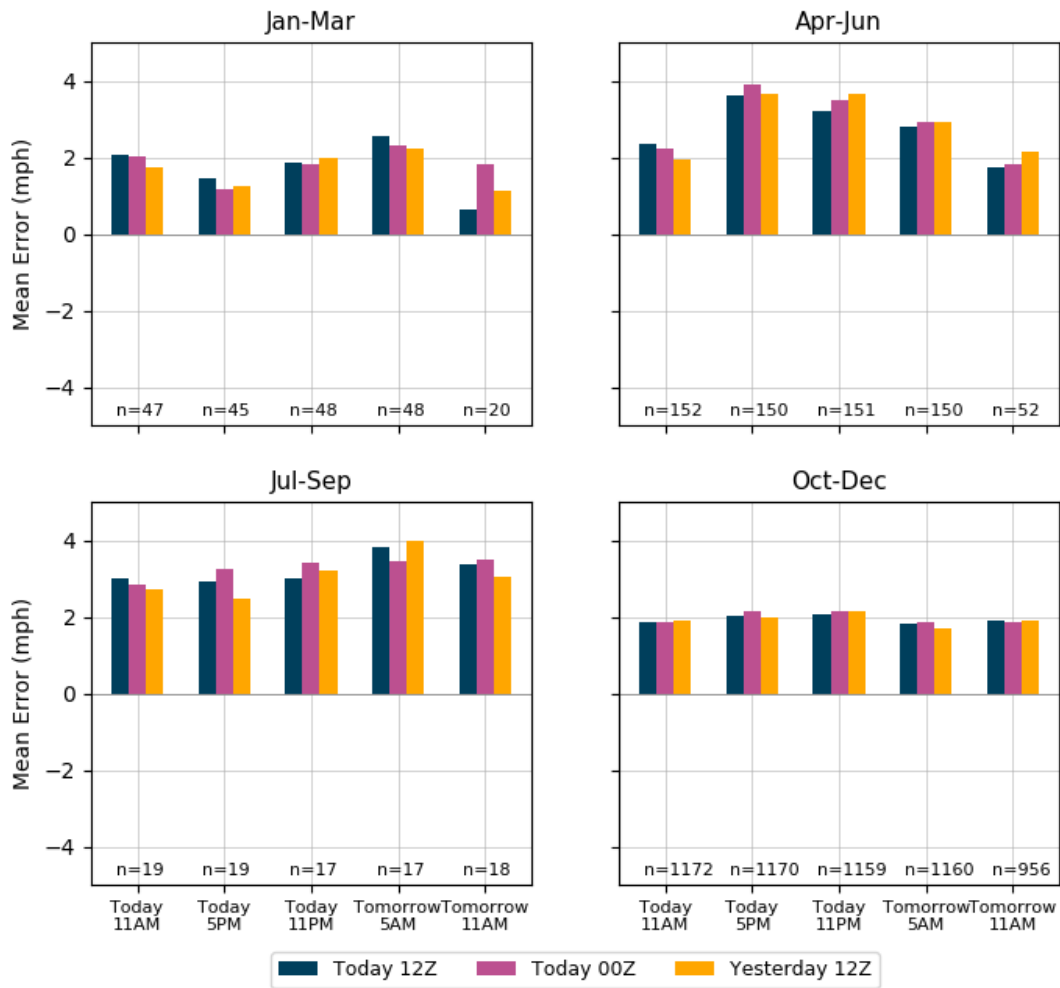 Jan-Mar
Apr-Jun
Mean Error (mph)
4
2
0
−2
−4
n=47 n=45 n=48 n=48 n=20
n=152 n=150 n=151 n=150 n=52
Jul-Sep
Oct-Dec
Mean Error (mph)
4
2
0
−2
−4
n=19 n=19 n=17 n=17 n=18
n=1172 n=1170 n=1159 n=1160 n=956
Today Today Today Tomorrow Tomorrow
11AM 5PM 11PM 5AM 11AM
Today Today Today Tomorrow Tomorrow
11AM 5PM 11PM 5AM 11AM
Today 12Z Today 00Z Yesterday 12Z